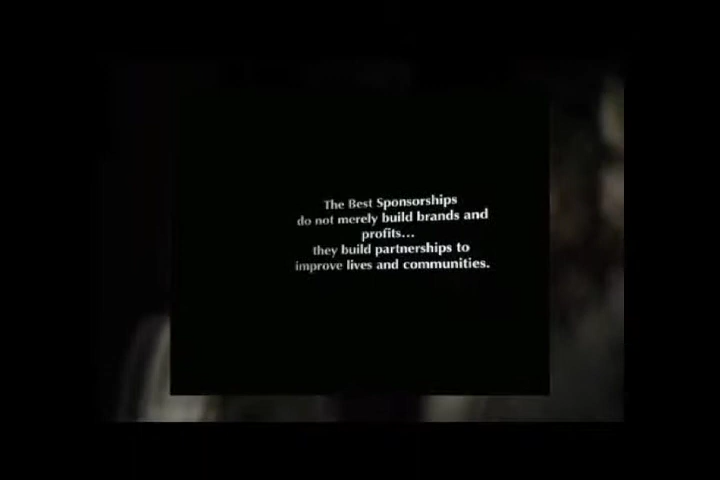 The Best Sponsorships
do not merely build brands and
profits...
they build partnerships to
improve lives and communities.